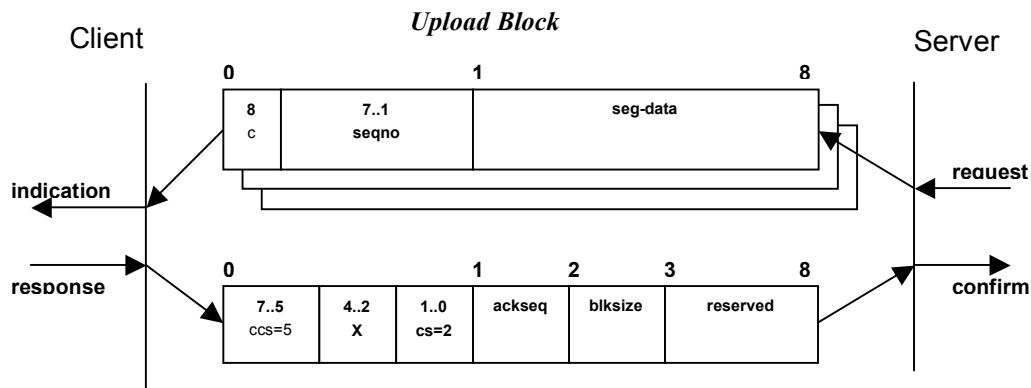 Upload Block
Client Server
0 1 8
8 7..1 seg-data
c seqno
indication request
0 1 2 3 8
response confirm
7..5 4..2 1..0 ackseq blksize reserved
ccs=5 X cs=2